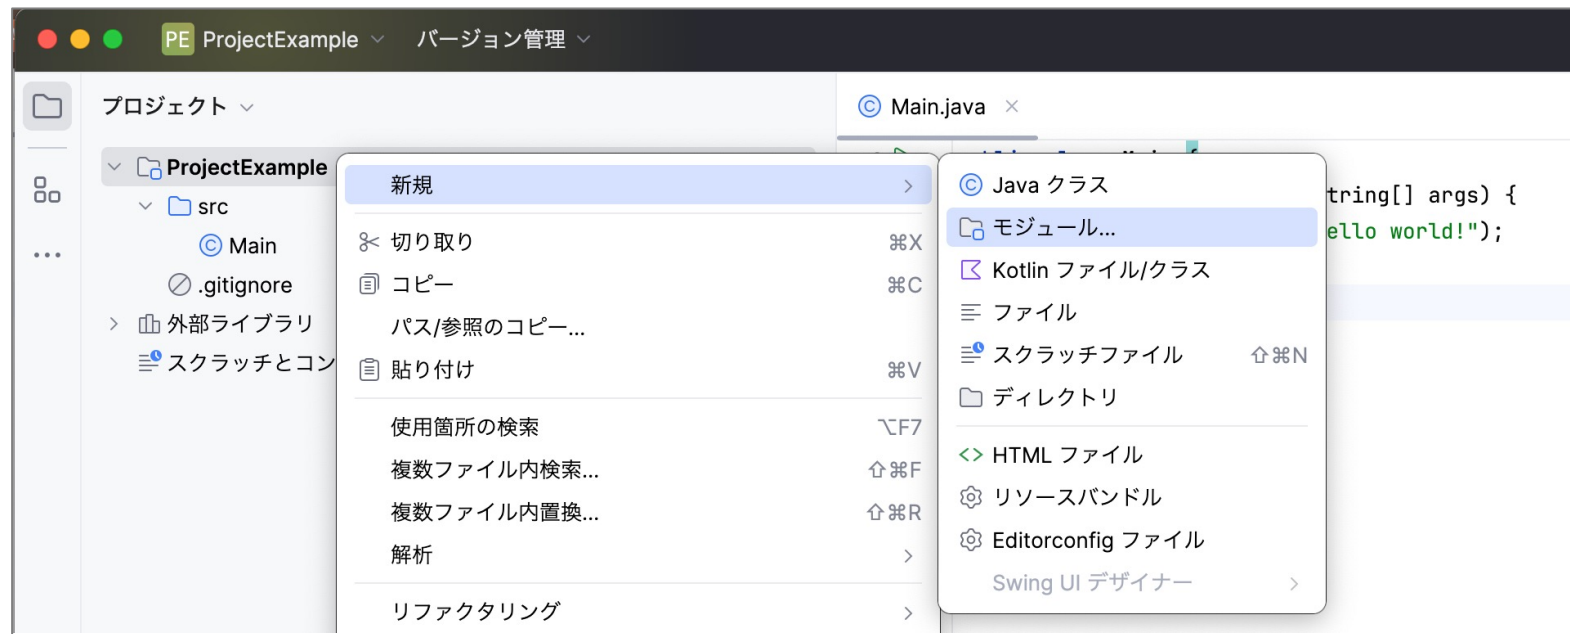 PE ProjectExample バージョン管理
プロジェクト
ProjectExample
src
Main
.gitignore
外部ライブラリ
スクラッチとコン
新規
切り取り ⌘X
コピー ⌘C
パス/参照のコピー...
貼り付け ⌘V
使用箇所の検索 ⌥F7
複数ファイル内検索... ⇧⌘F
複数ファイル内置換... ⇧⌘R
解析
リファクタリング
Main.java
Java クラス
モジュール...
Kotlin ファイル/クラス
ファイル
スクラッチファイル ⇧⌘N
ディレクトリ
HTML ファイル
リソースバンドル
Editorconfig ファイル
Swing UI デザイナー
tring[] args) {
ello world!");